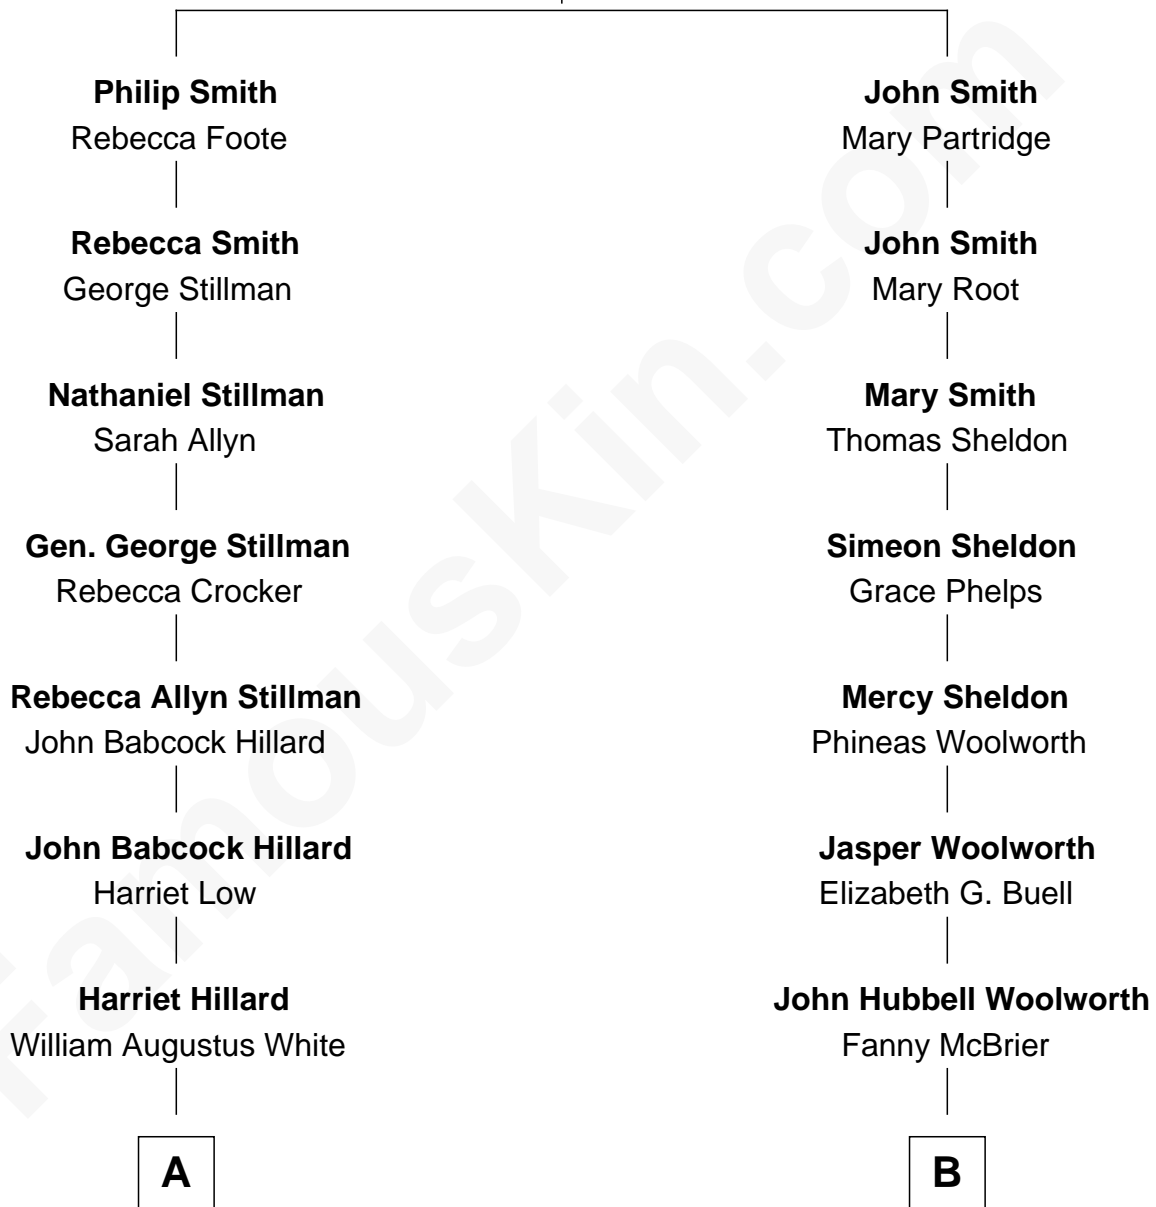 Philip Smith
Rebecca Foote
Rebecca Smith
George Stillman
Nathaniel Stillman
Sarah Allyn
Gen. George Stillman
Rebecca Crocker
Rebecca Allyn Stillman
John Babcock Hillard
John Babcock Hillard
Harriet Low
Harriet Hillard
William Augustus White
A
John Smith
Mary Partridge
John Smith
Mary Root
Mary Smith
Thomas Sheldon
Simeon Sheldon
Grace Phelps
Mercy Sheldon
Phineas Woolworth
Jasper Woolworth
Elizabeth G. Buell
John Hubbell Woolworth
Fanny McBrier
B
FamousKin.com